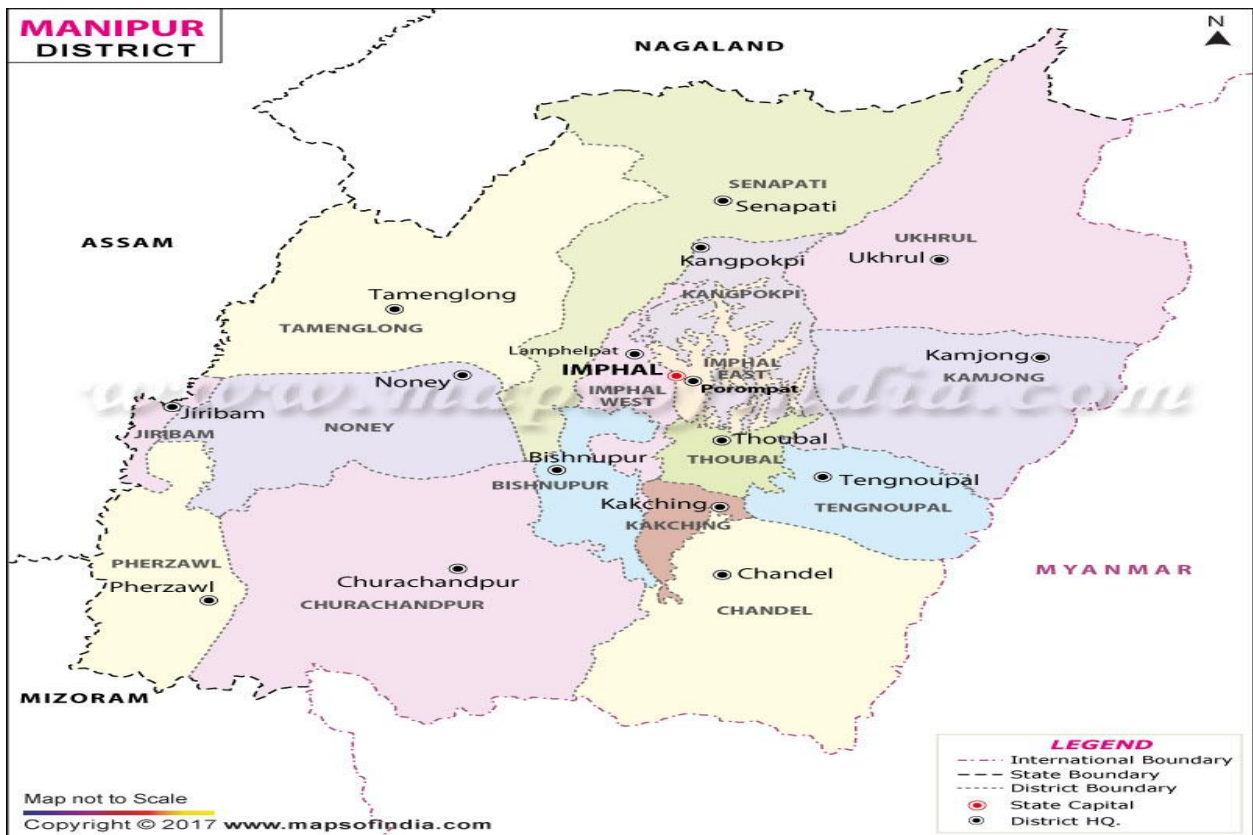 MANIPUR
DISTRICT
N
NAGALAND
SENAPATI
Senapati
ASSAM
UKHRUL
Ukhrul
Kangpokpi
KANGPOKPI
Tamenglong
TAMENGLONG
Lamphelpat
IMPHAL
IMPHAL
EAST
Porompat
IMPHAL
WEST
Kamjong
KAMJONG
Noney
NONEY
www.mapsofindia.com
Jiribam
JIRIBAM
Thoubal
THOUBAL
Bishnupur
BISHNUPUR
Tengnoupal
TENGNOUPAL
Kakching
KAKCHING
PHERZAWL
Pherzawl
Churachandpur
CHURACHANDPUR
Chandel
CHANDEL
MYANMAR
MIZORAM
LEGEND
International Boundary
State Boundary
District Boundary
State Capital
District HQ.
Map not to Scale
Copyright © 2017 www.mapsofindia.com